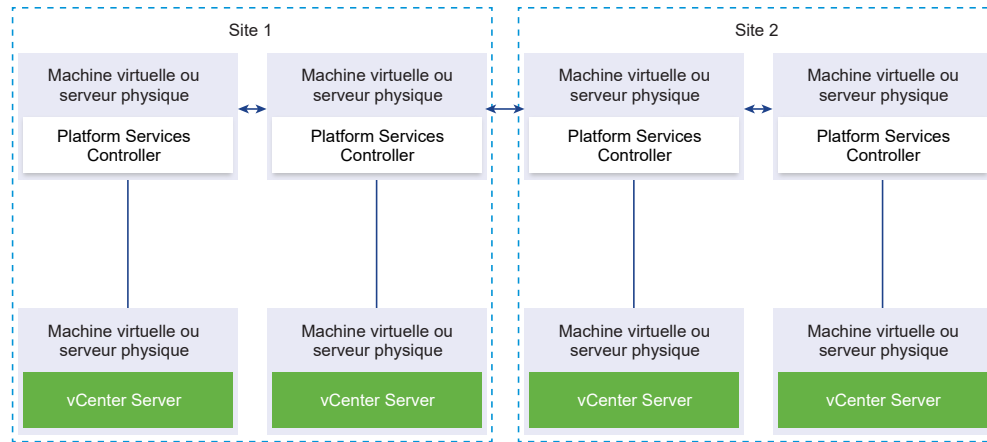 Site 1
Machine virtuelle ou
serveur physique
Platform Services
Controller
Machine virtuelle ou
serveur physique
Platform Services
Controller
Machine virtuelle ou
serveur physique
vCenter Server
Machine virtuelle ou
serveur physique
vCenter Server
Site 2
Machine virtuelle ou
serveur physique
Platform Services
Controller
Machine virtuelle ou
serveur physique
Platform Services
Controller
Machine virtuelle ou
serveur physique
vCenter Server
Machine virtuelle ou
serveur physique
vCenter Server